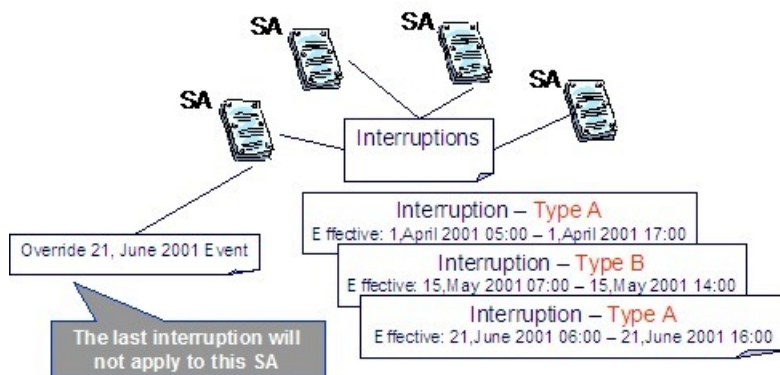 SA
SA
SA
SA
Interruptions
Interruption – Type A
Effective: 1,April 2001 05:00 – 1,April 2001 17:00
Interruption – Type B
Effective: 15,May 2001 07:00 – 15,May 2001 14:00
Interruption – Type A
Effective: 21,June 2001 06:00 – 21,June 2001 16:00
Override 21, June 2001 Event
The last interruption will
not apply to this SA